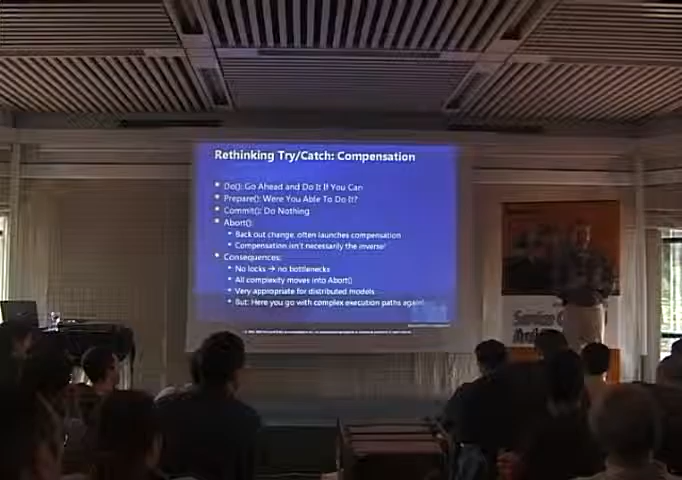 Rethinking Try/Catch: Compensation
• Do(): Go Ahead and Do It If You Can
• Prepare(): Were You Able To Do It?
• Commit(): Do Nothing
• Abort():
• Back out change, often launches compensation
• Compensation isn't necessarily the inverse!
• Consequences:
• No locks → no bottlenecks
• All complexity moves into Abort()
• Very appropriate for distributed models
• But: Here you go with complex execution paths again!
Service